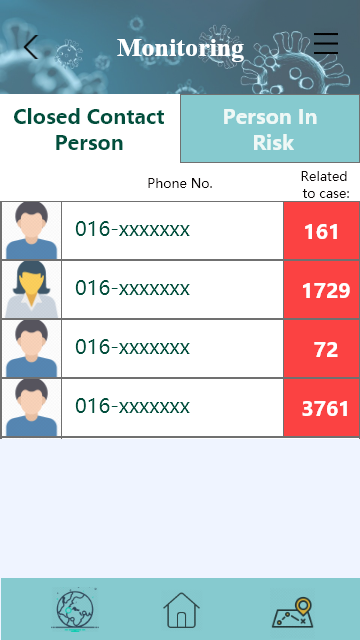 Monitoring
Closed Contact
Person
Person In
Risk
Phone No.
Related
to case:
016-xxxxxxx
161
016-xxxxxxx
1729
016-xxxxxxx
72
016-xxxxxxx
3761